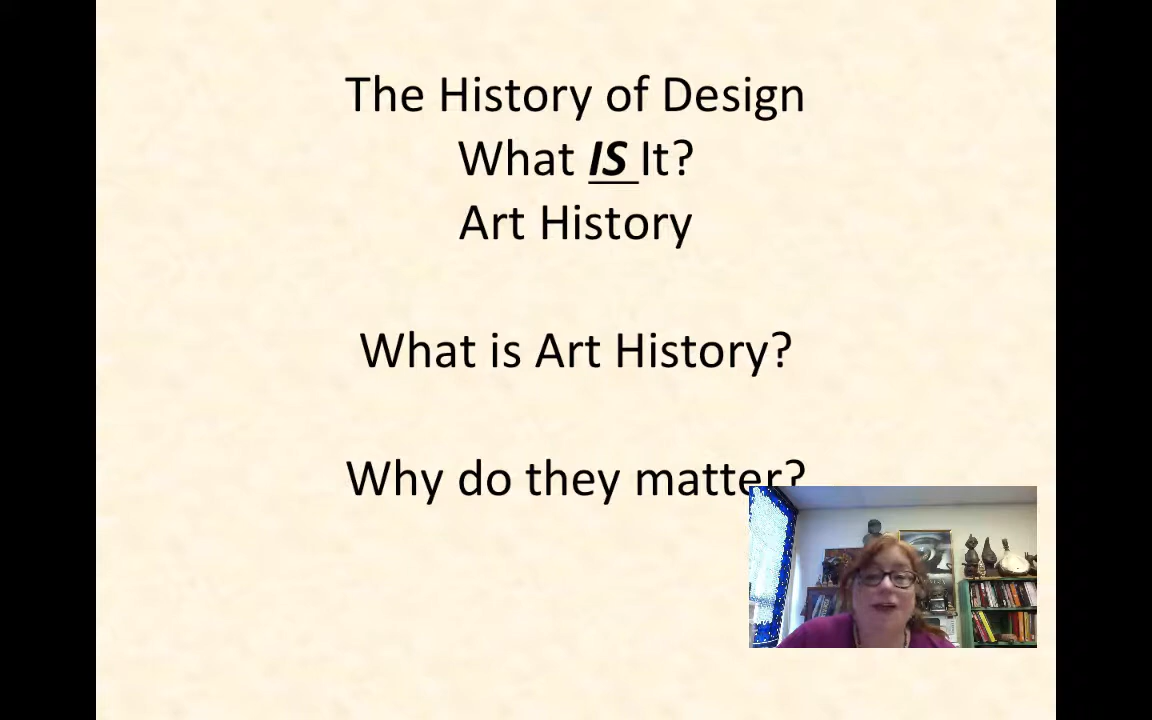 The History of Design
What IS It?
Art History
What is Art History?
Why do they matter?